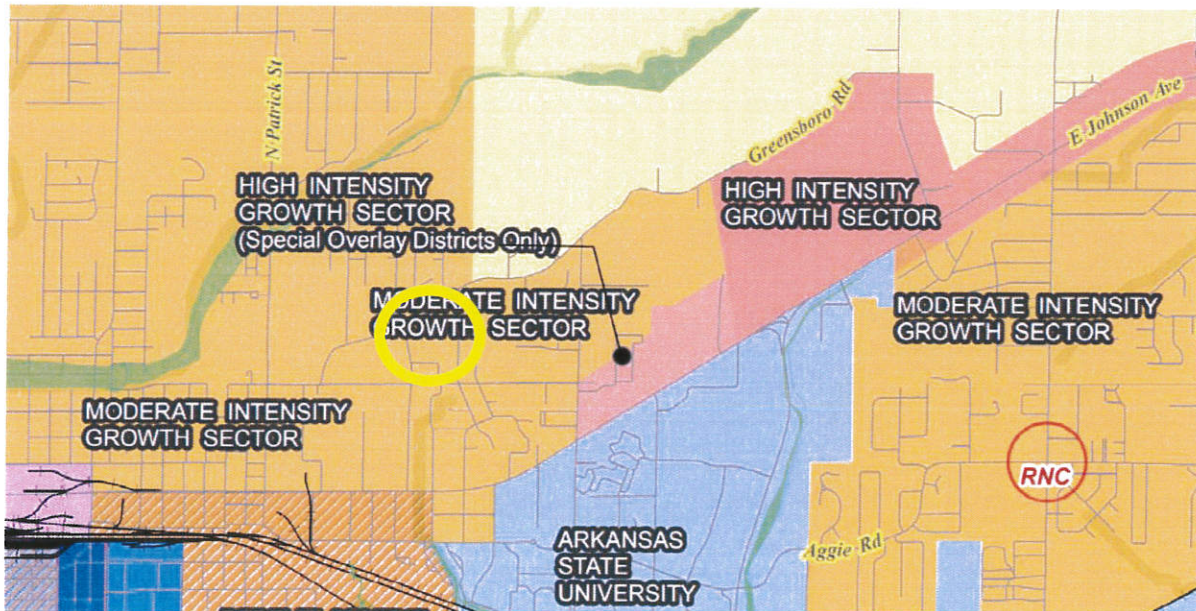 N Patrick St
Greensboro Rd
E Johnson Ave
HIGH INTENSITY
GROWTH SECTOR
(Special Overlay Districts Only)
HIGH INTENSITY
GROWTH SECTOR
MODERATE INTENSITY
GROWTH SECTOR
MODERATE INTENSITY
GROWTH SECTOR
MODERATE INTENSITY
GROWTH SECTOR
RNC
ARKANSAS
STATE
UNIVERSITY
Aggie Rd